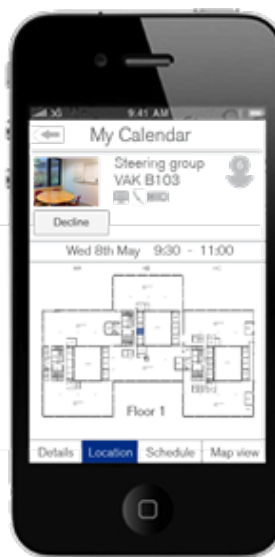 3G 9:41 AM
My Calendar
Steering group
VAK B103
Decline
Wed 8th May 9:30 - 11:00
Floor 1
Details Location Schedule Map view